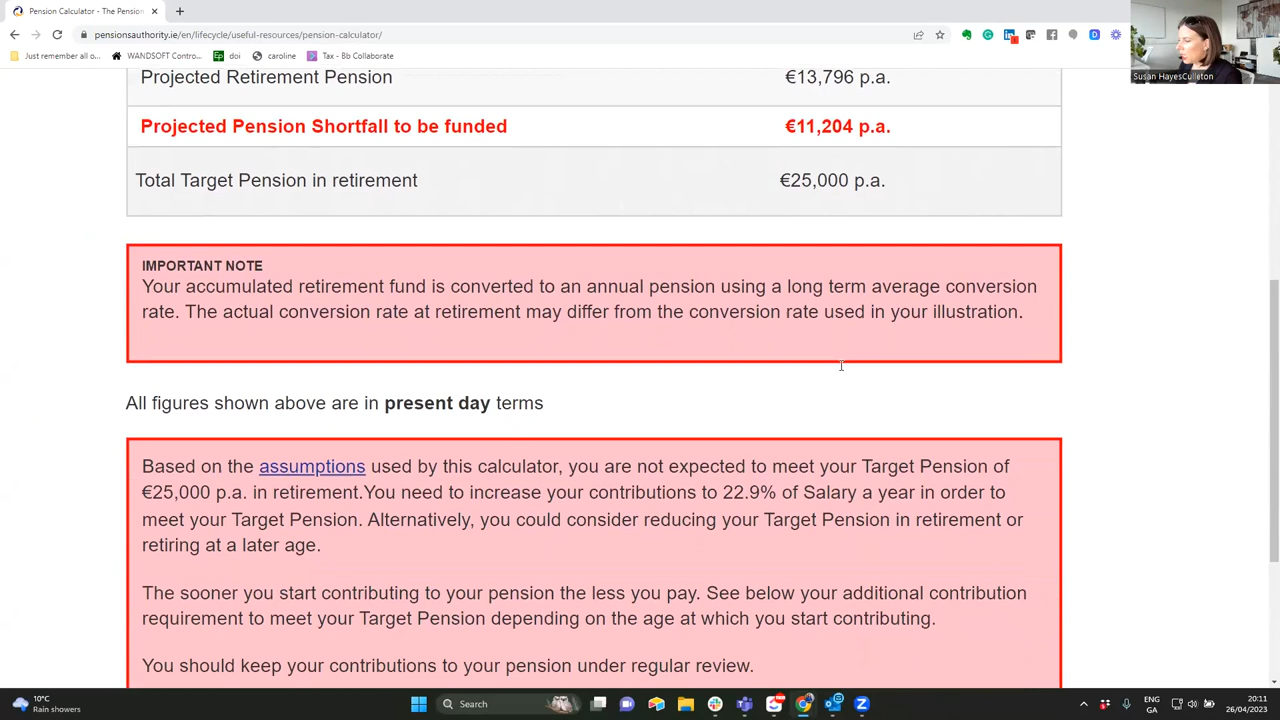 Pension Calculator - The Pension
pensionsauthority.ie/en/lifecycle/useful-resources/pension-calculator/
Just remember all o... WANDSOFT Contro... doi caroline Tax - Bb Collaborate
Susan HayesCulleton
Projected Retirement Pension €13,796 p.a.
Projected Pension Shortfall to be funded €11,204 p.a.
Total Target Pension in retirement €25,000 p.a.
IMPORTANT NOTE
Your accumulated retirement fund is converted to an annual pension using a long term average conversion
rate. The actual conversion rate at retirement may differ from the conversion rate used in your illustration.
All figures shown above are in present day terms
Based on the assumptions used by this calculator, you are not expected to meet your Target Pension of
€25,000 p.a. in retirement.You need to increase your contributions to 22.9% of Salary a year in order to
meet your Target Pension. Alternatively, you could consider reducing your Target Pension in retirement or
retiring at a later age.
The sooner you start contributing to your pension the less you pay. See below your additional contribution
requirement to meet your Target Pension depending on the age at which you start contributing.
You should keep your contributions to your pension under regular review.
10°C
Rain showers
Search
ENG
GA
20:11
26/04/2023